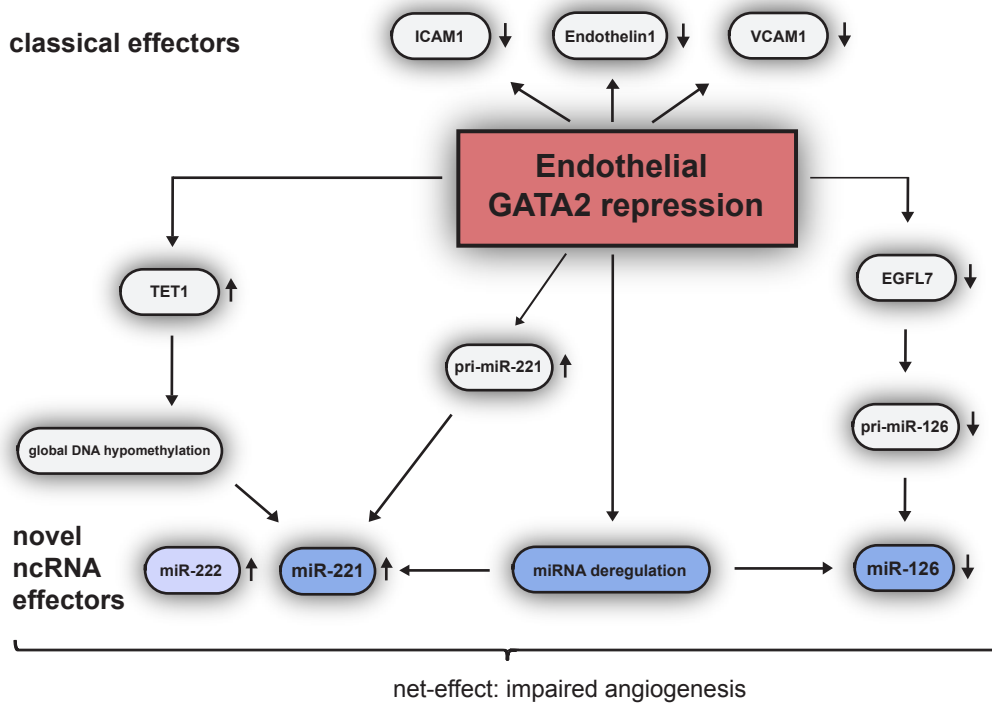 classical effectors
ICAM1
Endothelin1
VCAM1
Endothelial
GATA2 repression
TET1
EGFL7
pri-miR-221
pri-miR-126
global DNA hypomethylation
novel
ncRNA
effectors
miR-222
miR-221
miRNA deregulation
miR-126
net-effect: impaired angiogenesis